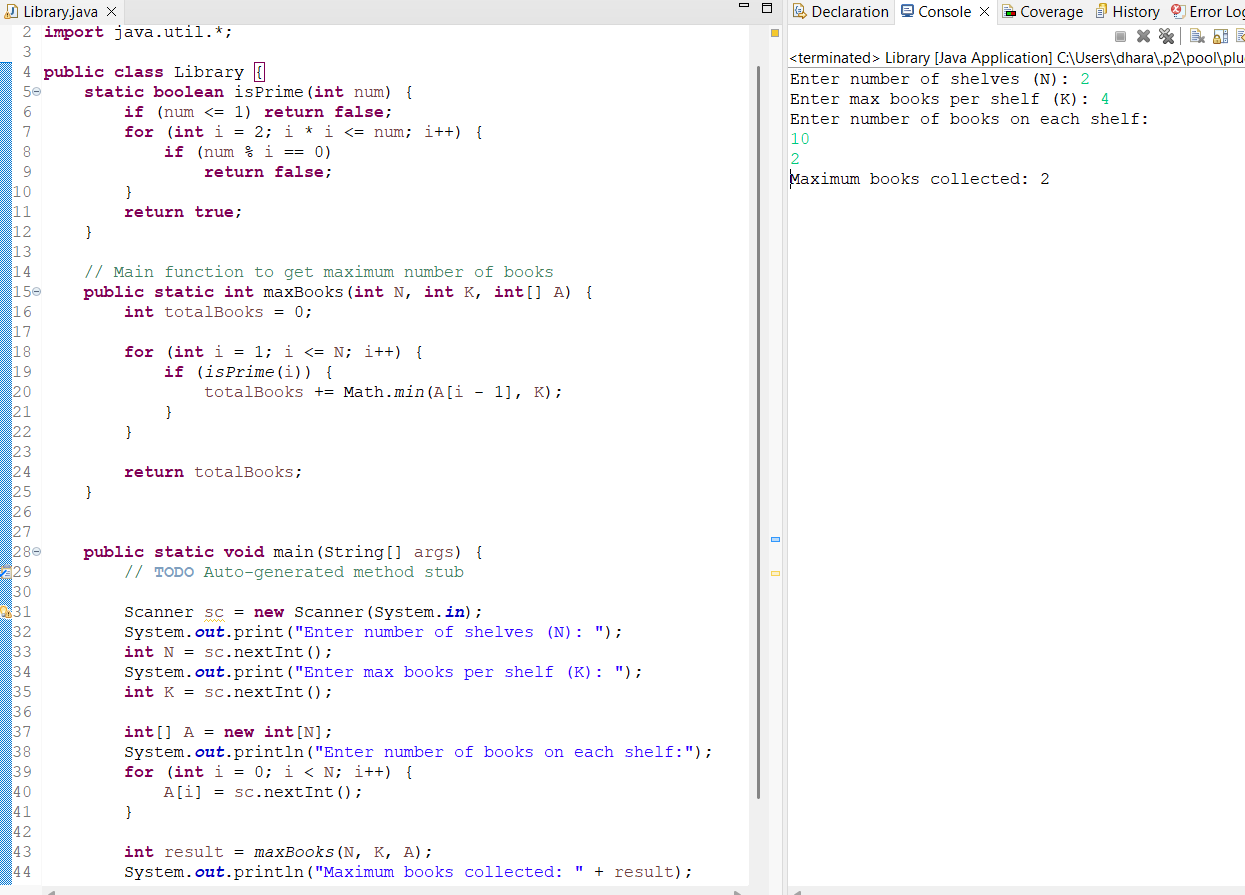 Library.java
2 import java.util.*;
3
4 public class Library {
5 static boolean isPrime(int num) {
6 if (num <= 1) return false;
7 for (int i = 2; i * i <= num; i++) {
8 if (num % i == 0)
9 return false;
10 }
11 return true;
12 }
13
14 // Main function to get maximum number of books
15 public static int maxBooks(int N, int K, int[] A) {
16 int totalBooks = 0;
17
18 for (int i = 1; i <= N; i++) {
19 if (isPrime(i)) {
20 totalBooks += Math.min(A[i - 1], K);
21 }
22 }
23
24 return totalBooks;
25 }
26
27
28 public static void main(String[] args) {
29 // TODO Auto-generated method stub
30
31 Scanner sc = new Scanner(System.in);
32 System.out.print("Enter number of shelves (N): ");
33 int N = sc.nextInt();
34 System.out.print("Enter max books per shelf (K): ");
35 int K = sc.nextInt();
36
37 int[] A = new int[N];
38 System.out.println("Enter number of books on each shelf:");
39 for (int i = 0; i < N; i++) {
40 A[i] = sc.nextInt();
41 }
42
43 int result = maxBooks(N, K, A);
44 System.out.println("Maximum books collected: " + result);
Declaration Console Coverage History Error Log
<terminated> Library [Java Application] C:\Users\dhara\.p2\pool\plu
Enter number of shelves (N): 2
Enter max books per shelf (K): 4
Enter number of books on each shelf:
10
2
Maximum books collected: 2